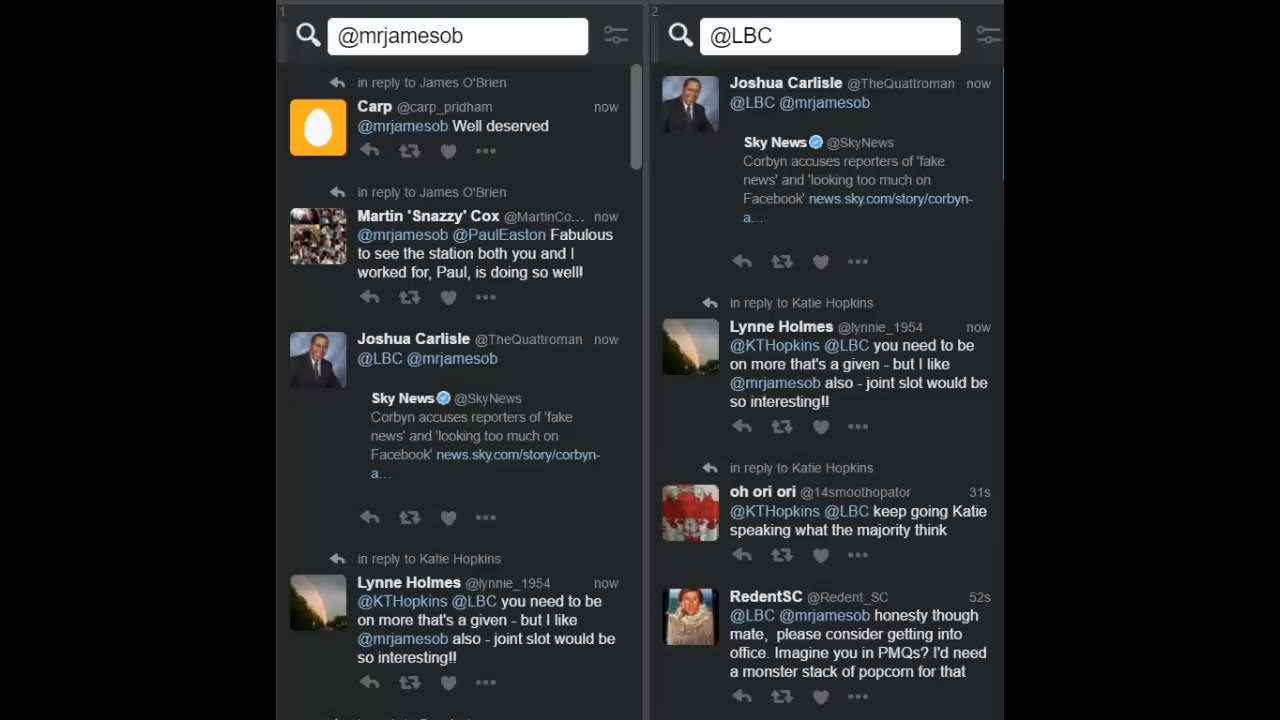 1
@mrjamesob
in reply to James O'Brien
Carp @carp_pridham now
@mrjamesob Well deserved
in reply to James O'Brien
Martin 'Snazzy' Cox @MartinCo... now
@mrjamesob @PaulEaston Fabulous
to see the station both you and I
worked for, Paul, is doing so well!
Joshua Carlisle @TheQuattroman now
@LBC @mrjamesob
Sky News @SkyNews
Corbyn accuses reporters of 'fake
news' and 'looking too much on
Facebook' news.sky.com/story/corbyn-
a…
in reply to Katie Hopkins
Lynne Holmes @lynnie_1954 now
@KTHopkins @LBC you need to be
on more that's a given - but I like
@mrjamesob also - joint slot would be
so interesting!!
2
@LBC
Joshua Carlisle @TheQuattroman now
@LBC @mrjamesob
Sky News @SkyNews
Corbyn accuses reporters of 'fake
news' and 'looking too much on
Facebook' news.sky.com/story/corbyn-
a…
in reply to Katie Hopkins
Lynne Holmes @lynnie_1954 now
@KTHopkins @LBC you need to be
on more that's a given - but I like
@mrjamesob also - joint slot would be
so interesting!!
in reply to Katie Hopkins
oh ori ori @14smoothopator 31s
@KTHopkins @LBC keep going Katie
speaking what the majority think
RedentSC @Redent_SC 52s
@LBC @mrjamesob honesty though
mate, please consider getting into
office. Imagine you in PMQs? I'd need
a monster stack of popcorn for that